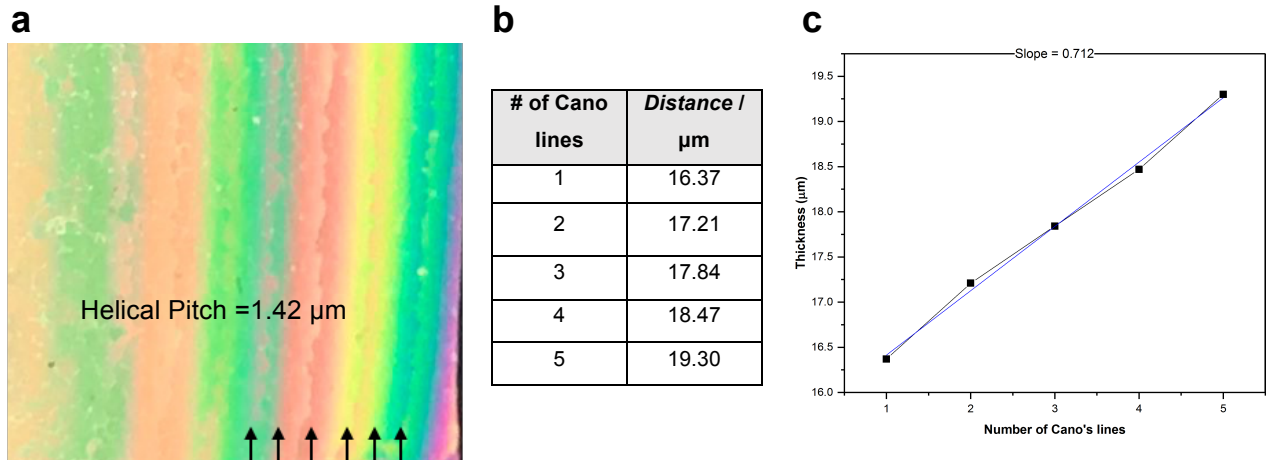 a
Helical Pitch =1.42 µm
b
# of Cano lines
Distance / µm
1 16.37
2 17.21
3 17.84
4 18.47
5 19.30
c
Slope = 0.712
Thickness (µm)
19.5
19.0
18.5
18.0
17.5
17.0
16.5
16.0
1 2 3 4 5
Number of Cano's lines